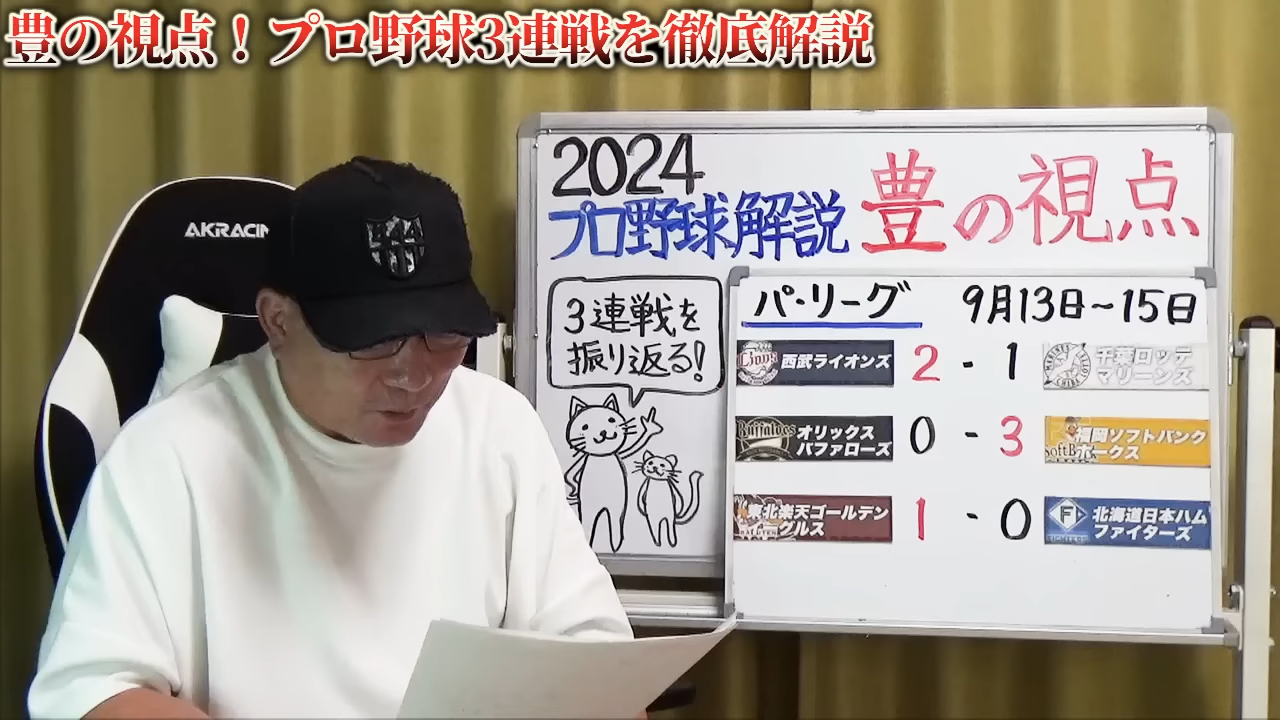 豊の視点！プロ野球3連戦を徹底解説
2024
プロ野球解説 豊の視点
3連戦を
振り返る!
パ・リーグ 9月13日〜15日
西武ライオンズ 2 - 1 千葉ロッテ
マリーンズ
オリックス
バファローズ 0 - 3 福岡ソフトバンク
ホークス
東北楽天ゴールデン
グルス 1 - 0 北海道日本ハム
ファイターズ
AKRACIN
Lions
Buffaloes
SoftB
F
FIGHTERS